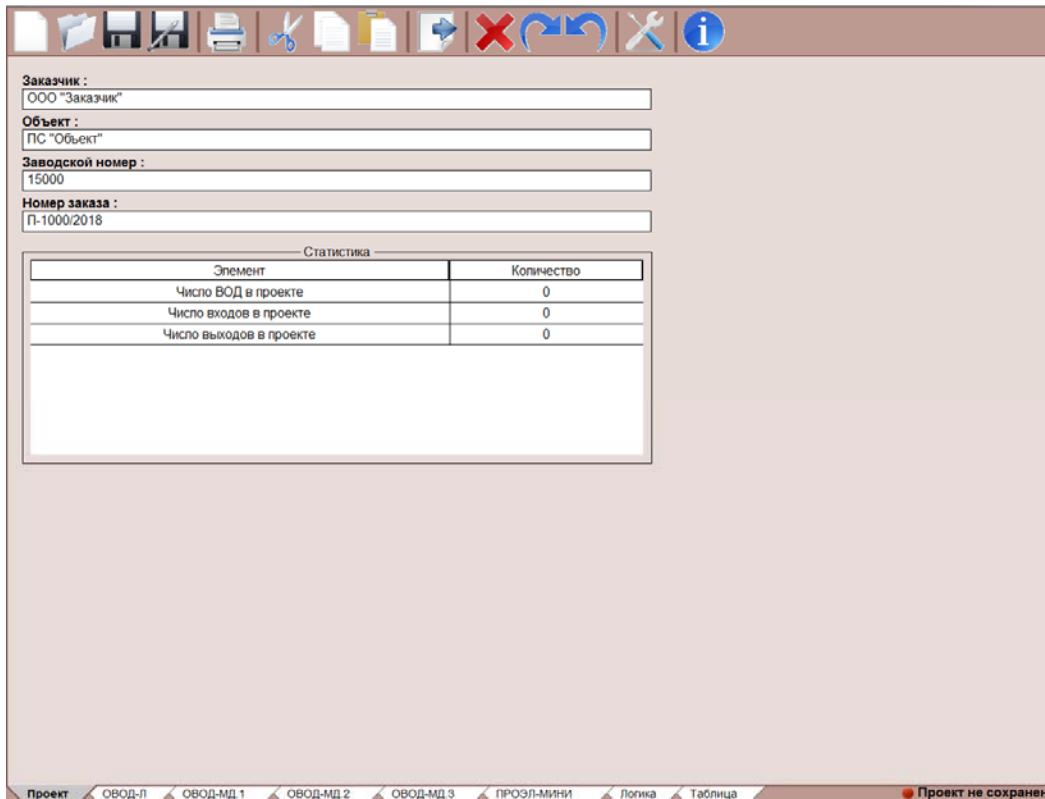 Заказчик :
ООО "Заказчик"
Объект :
ПС "Объект"
Заводской номер :
15000
Номер заказа :
П-1000/2018
Статистика
Элемент Количество
Число ВОД в проекте 0
Число входов в проекте 0
Число выходов в проекте 0
Проект ОВОД-Л ОВОД-МД.1 ОВОД-МД.2 ОВОД-МД.3 ПРОЭЛ-МИНИ Логика Таблица Проект не сохранен